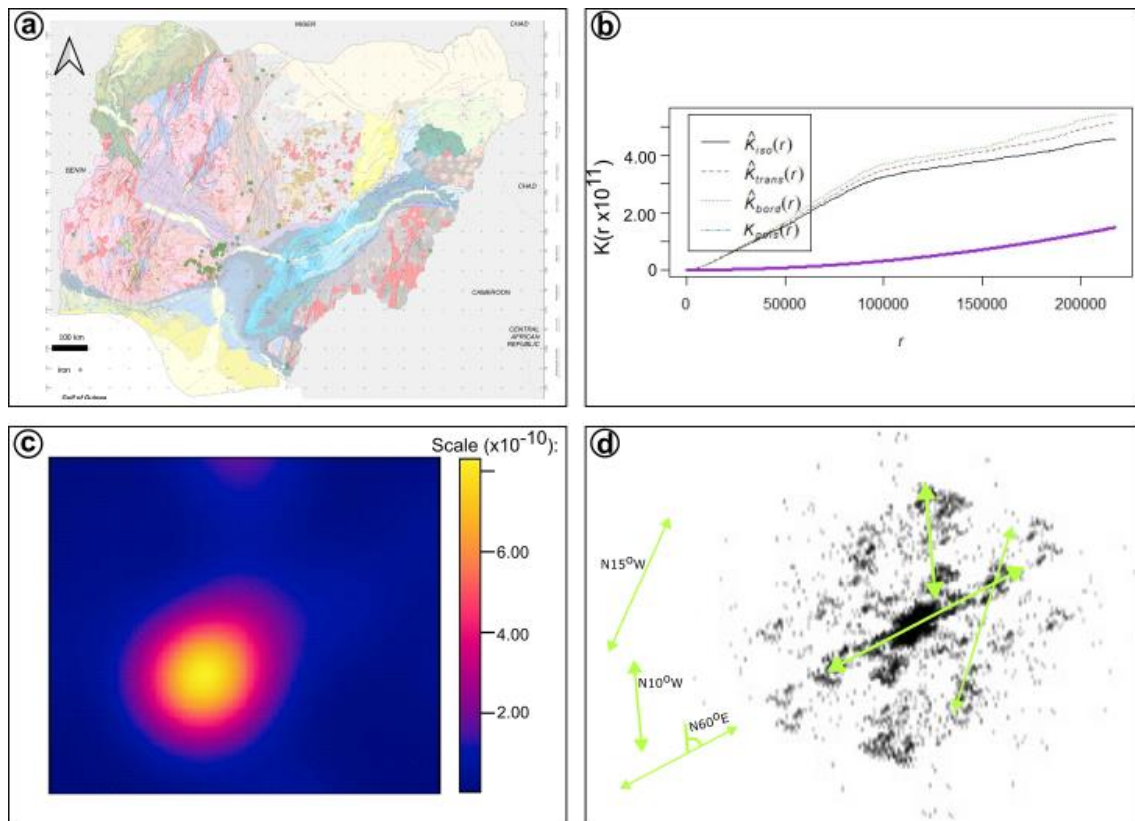 a
NIGER
CHAD
BENIN
CHAD
CAMEROON
CENTRAL
AFRICAN
REPUBLIC
100 km
Iron
Gulf of Guinea
b
K̂iso(r)
K̂trans(r)
K̂bord(r)
Kpois(r)
K(r x10¹¹)
4.00
2.00
0
0 50000 100000 150000 200000
r
c
Scale (x10⁻¹⁰):
6.00
4.00
2.00
d
N15°W
N10°W
N60°E